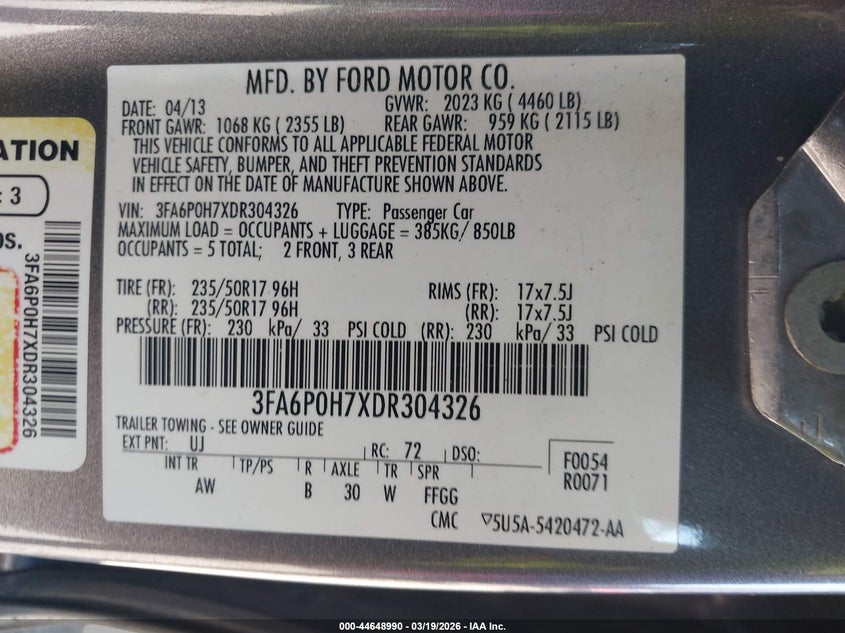 MFD. BY FORD MOTOR CO.
DATE: 04/13 GVWR: 2023 KG ( 4460 LB)
FRONT GAWR: 1068 KG ( 2355 LB) REAR GAWR: 959 KG ( 2115 LB)
THIS VEHICLE CONFORMS TO ALL APPLICABLE FEDERAL MOTOR
VEHICLE SAFETY, BUMPER, AND THEFT PREVENTION STANDARDS
IN EFFECT ON THE DATE OF MANUFACTURE SHOWN ABOVE.
VIN: 3FA6P0H7XDR304326 TYPE: Passenger Car
MAXIMUM LOAD = OCCUPANTS + LUGGAGE = 385KG/ 850LB
OCCUPANTS = 5 TOTAL; 2 FRONT, 3 REAR
TIRE (FR): 235/50R17 96H RIMS (FR): 17x7.5J
(RR): 235/50R17 96H (RR): 17x7.5J
PRESSURE (FR): 230 kPa/ 33 PSI COLD (RR): 230 kPa/ 33 PSI COLD
3FA6P0H7XDR304326
TRAILER TOWING - SEE OWNER GUIDE
EXT PNT: UJ RC: 72 DSO:
INT TR TP/PS R AXLE TR SPR
AW B 30 W FFGG
F0054
R0071
CMC ▽5U5A-5420472-AA
ATION
: 3
OS.
3FA6P0H7XDR304326
000-44648990 — 03/19/2026 — IAA Inc.